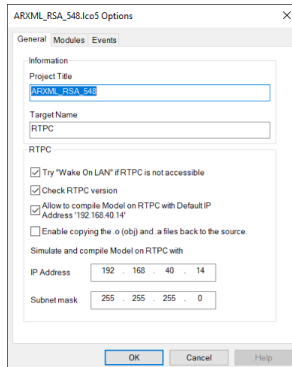 ARXML_RSA_548.lco5 Options
General Modules Events
Information
Project Title
ARXML_RSA_548
Target Name
RTPC
RTPC
Try "Wake On LAN" if RTPC is not accessible
Check RTPC version
Allow to compile Model on RTPC with Default IP
Address '192.168.40.14'
Enable copying the .o (obj) and .a files back to the source.
Simulate and compile Model on RTPC with
IP Address 192 . 168 . 40 . 14
Subnet mask 255 . 255 . 255 . 0
OK Cancel Help